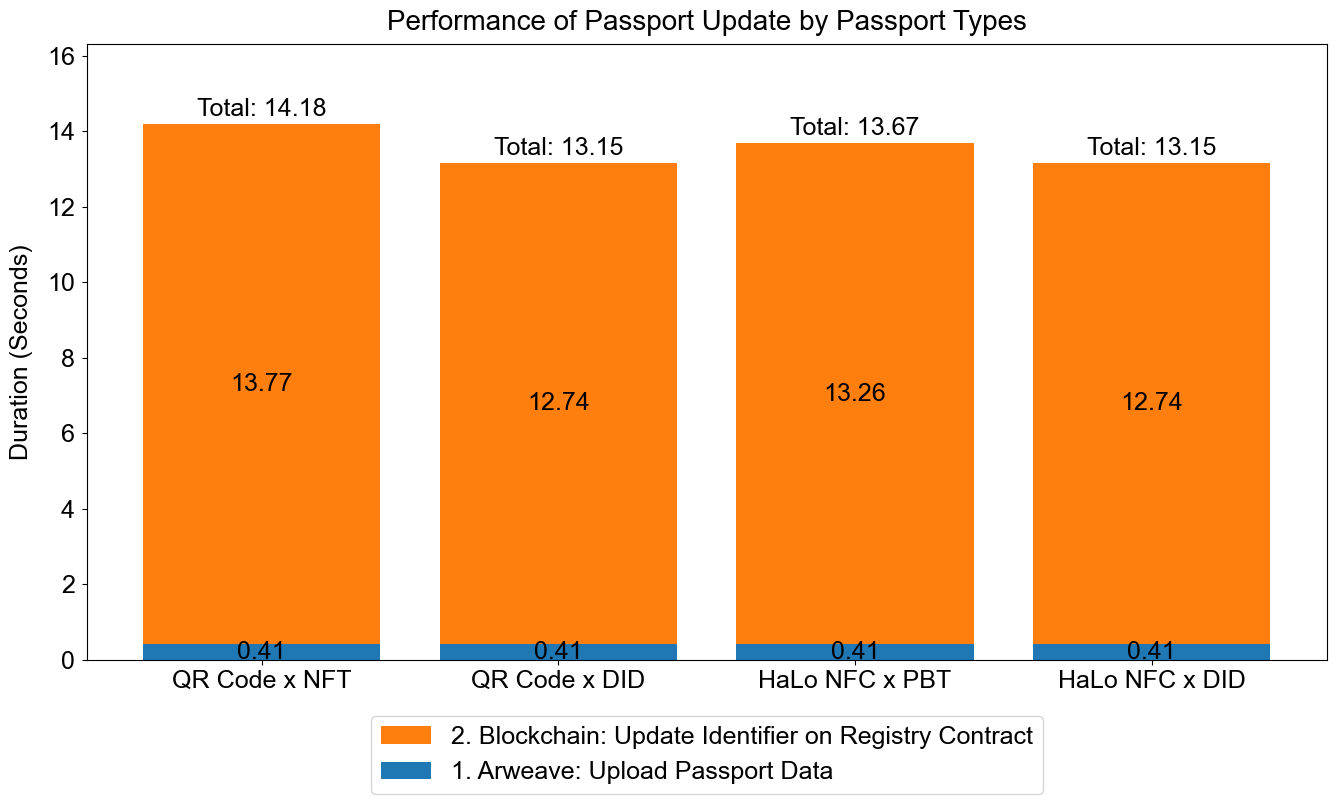 Performance of Passport Update by Passport Types
Duration (Seconds)
16
14
12
10
8
6
4
2
0
Total: 14.18
Total: 13.15
Total: 13.67
Total: 13.15
13.77
12.74
13.26
12.74
0.41
0.41
0.41
0.41
QR Code x NFT
QR Code x DID
HaLo NFC x PBT
HaLo NFC x DID
2. Blockchain: Update Identifier on Registry Contract
1. Arweave: Upload Passport Data